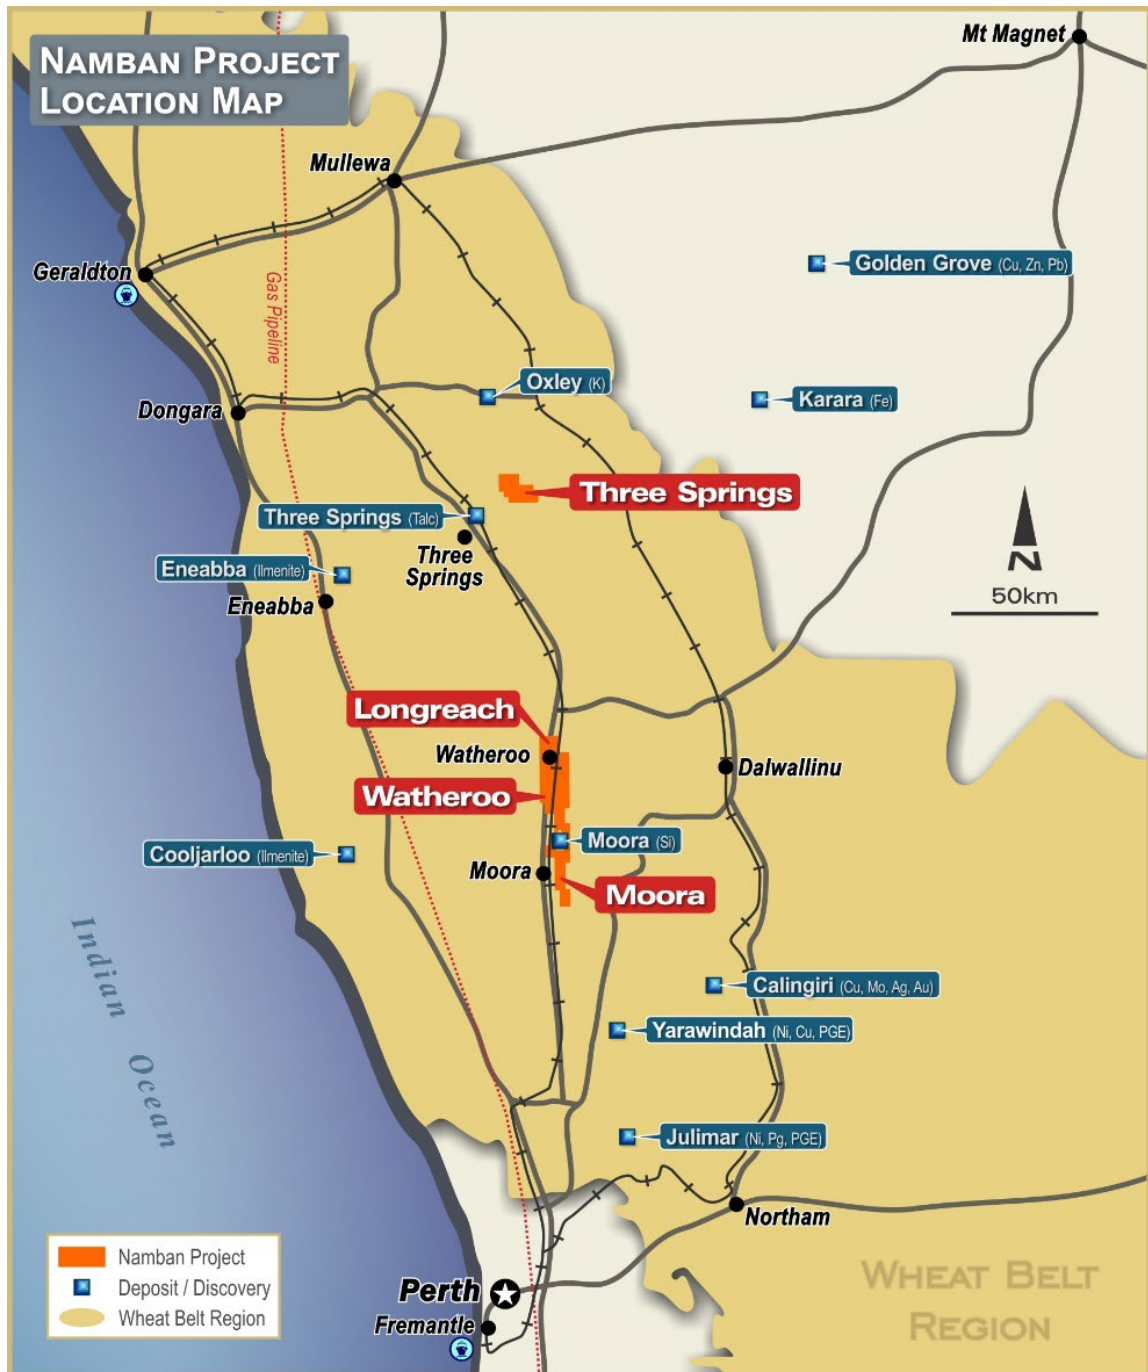 NAMBAN PROJECT
LOCATION MAP
Mt Magnet
Mullewa
Geraldton
Gas Pipeline
Golden Grove (Cu, Zn, Pb)
Oxley (K)
Karara (Fe)
Dongara
Three Springs
Three Springs (Talc)
Three
Springs
Eneabba (Ilmenite)
Eneabba
N
50km
Longreach
Watheroo
Dalwallinu
Watheroo
Moora (Si)
Cooljarloo (Ilmenite)
Moora
Moora
Indian Ocean
Calingiri (Cu, Mo, Ag, Au)
Yarawindah (Ni, Cu, PGE)
Julimar (Ni, Pg, PGE)
Northam
Namban Project
Deposit / Discovery
Wheat Belt Region
Perth
Fremantle
WHEAT BELT
REGION